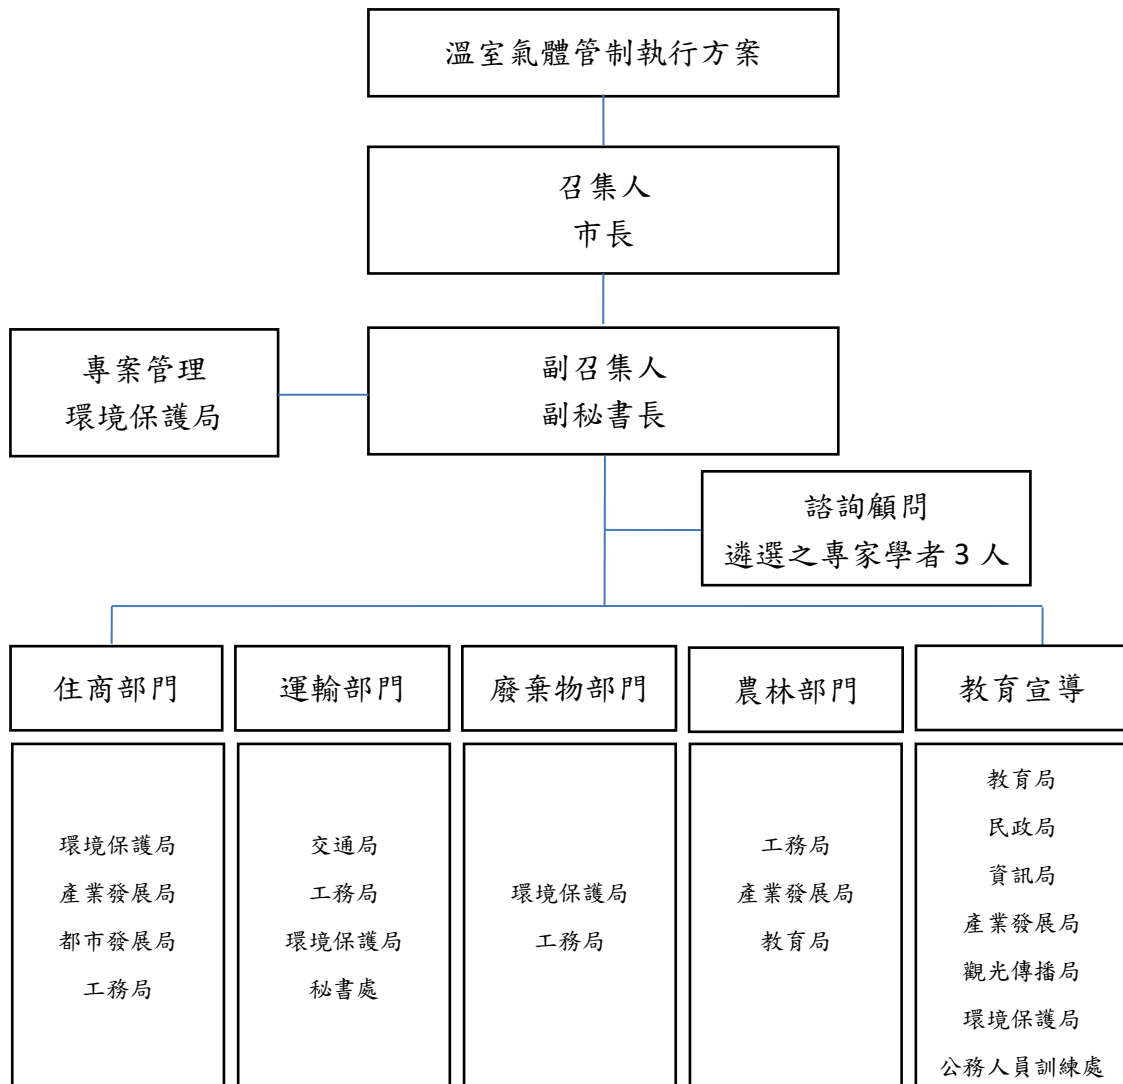 溫室氣體管制執行方案
召集人
市長
專案管理
環境保護局
副召集人
副秘書長
諮詢顧問
遴選之專家學者 3 人
住商部門
運輸部門
廢棄物部門
農林部門
教育宣導
環境保護局
產業發展局
都市發展局
工務局
交通局
工務局
環境保護局
秘書處
環境保護局
工務局
工務局
產業發展局
教育局
教育局
民政局
資訊局
產業發展局
觀光傳播局
環境保護局
公務人員訓練處